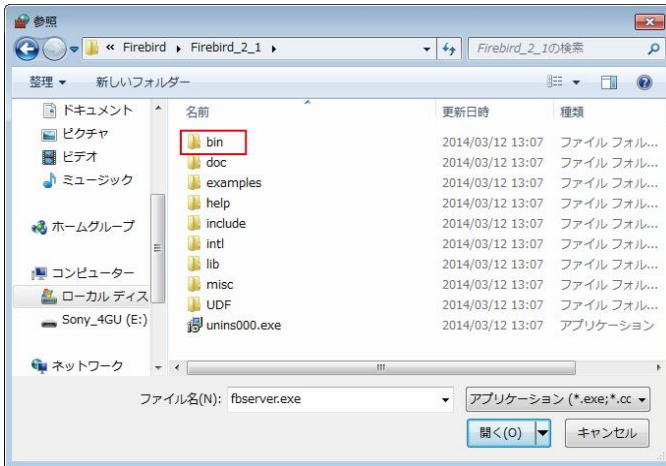 参照
« Firebird ▸ Firebird_2_1 ▸
Firebird_2_1の検索
整理 ▼ 新しいフォルダー
ドキュメント
ピクチャ
ビデオ
ミュージック
ホームグループ
コンピューター
ローカル ディス
Sony_4GU (E:)
ネットワーク
名前 更新日時 種類
bin 2014/03/12 13:07 ファイル フォル...
doc 2014/03/12 13:07 ファイル フォル...
examples 2014/03/12 13:07 ファイル フォル...
help 2014/03/12 13:07 ファイル フォル...
include 2014/03/12 13:07 ファイル フォル...
intl 2014/03/12 13:07 ファイル フォル...
lib 2014/03/12 13:07 ファイル フォル...
misc 2014/03/12 13:07 ファイル フォル...
UDF 2014/03/12 13:07 ファイル フォル...
unins000.exe 2014/03/12 13:07 アプリケーション
ファイル名(N): fbserver.exe アプリケーション (*.exe;*.cc
開く(O) キャンセル